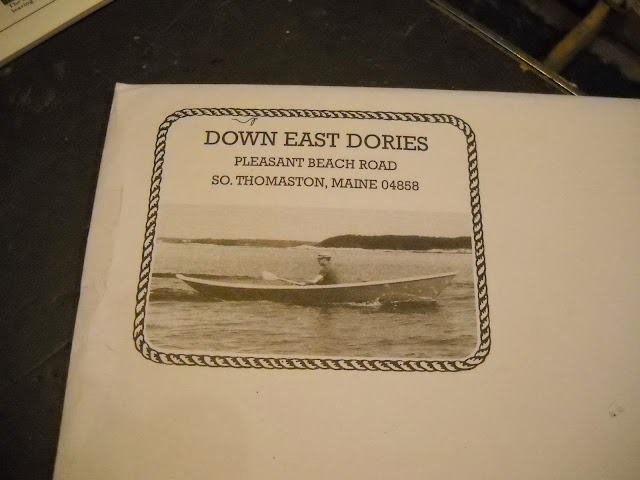 DOWN EAST DORIES
PLEASANT BEACH ROAD
SO. THOMASTON, MAINE 04858